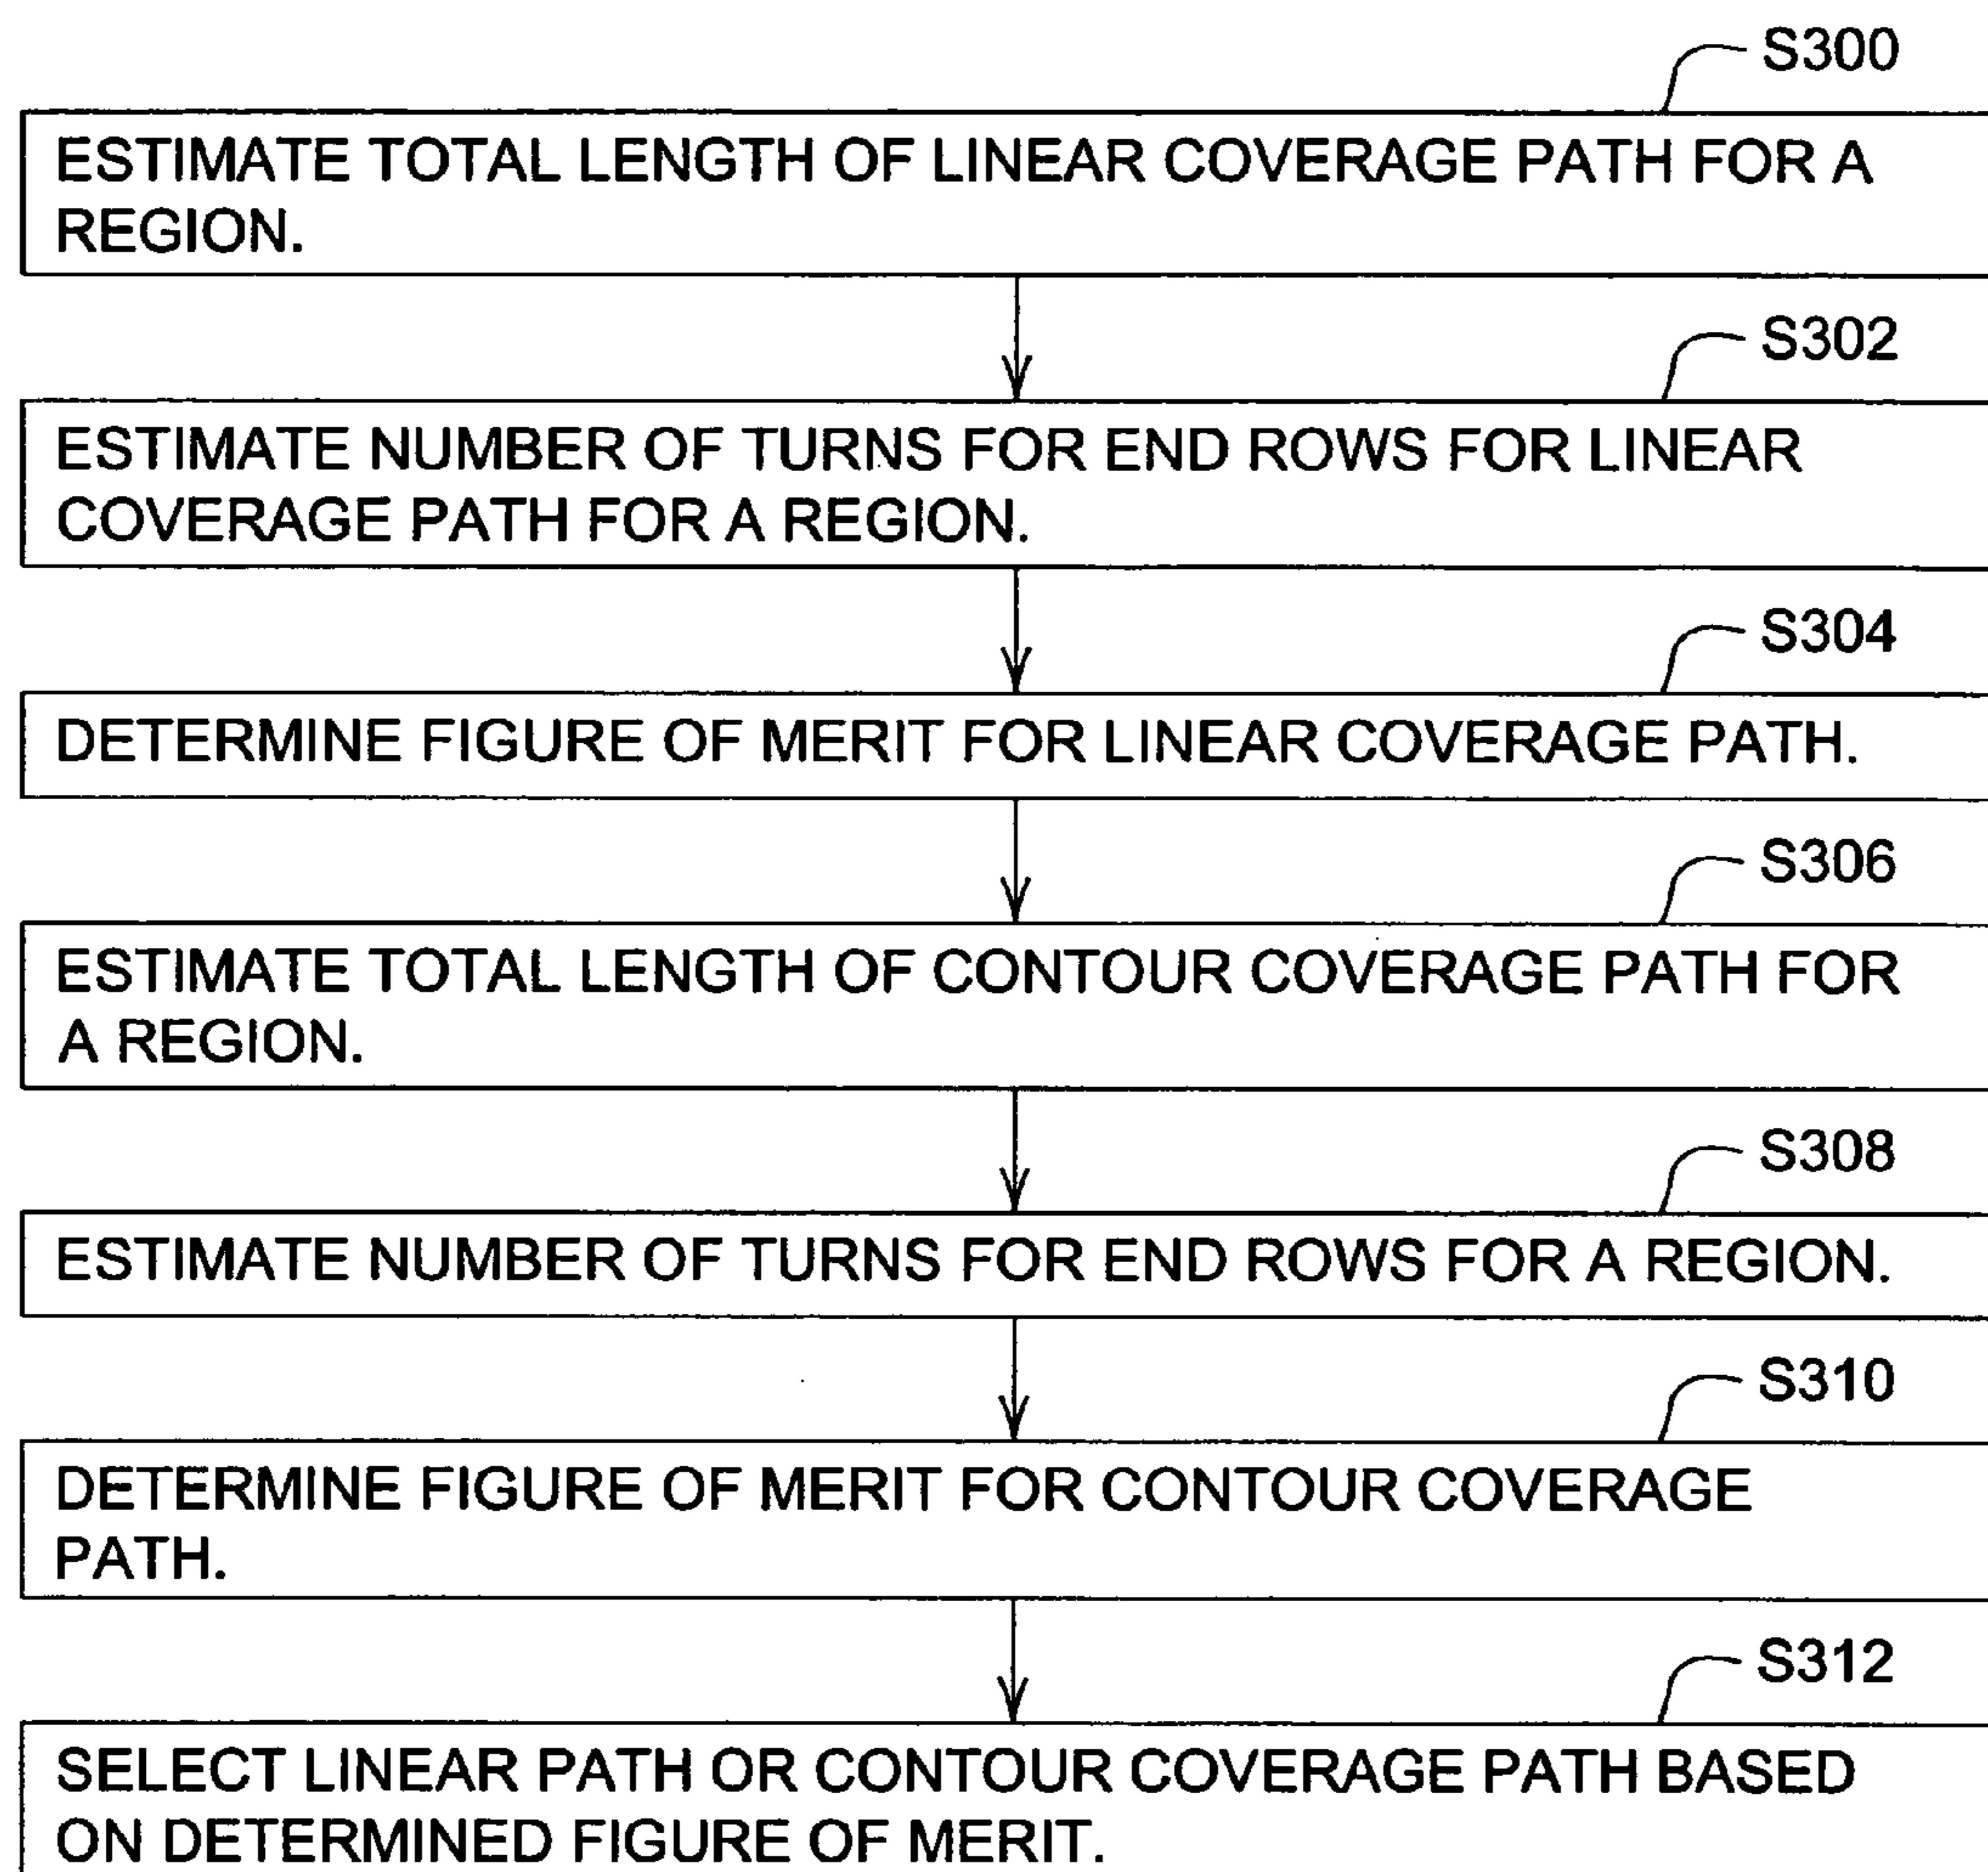 S300
ESTIMATE TOTAL LENGTH OF LINEAR COVERAGE PATH FOR A
REGION.
S302
ESTIMATE NUMBER OF TURNS FOR END ROWS FOR LINEAR
COVERAGE PATH FOR A REGION.
S304
DETERMINE FIGURE OF MERIT FOR LINEAR COVERAGE PATH.
S306
ESTIMATE TOTAL LENGTH OF CONTOUR COVERAGE PATH FOR
A REGION.
S308
ESTIMATE NUMBER OF TURNS FOR END ROWS FOR A REGION.
S310
DETERMINE FIGURE OF MERIT FOR CONTOUR COVERAGE
PATH.
S312
SELECT LINEAR PATH OR CONTOUR COVERAGE PATH BASED
ON DETERMINED FIGURE OF MERIT.